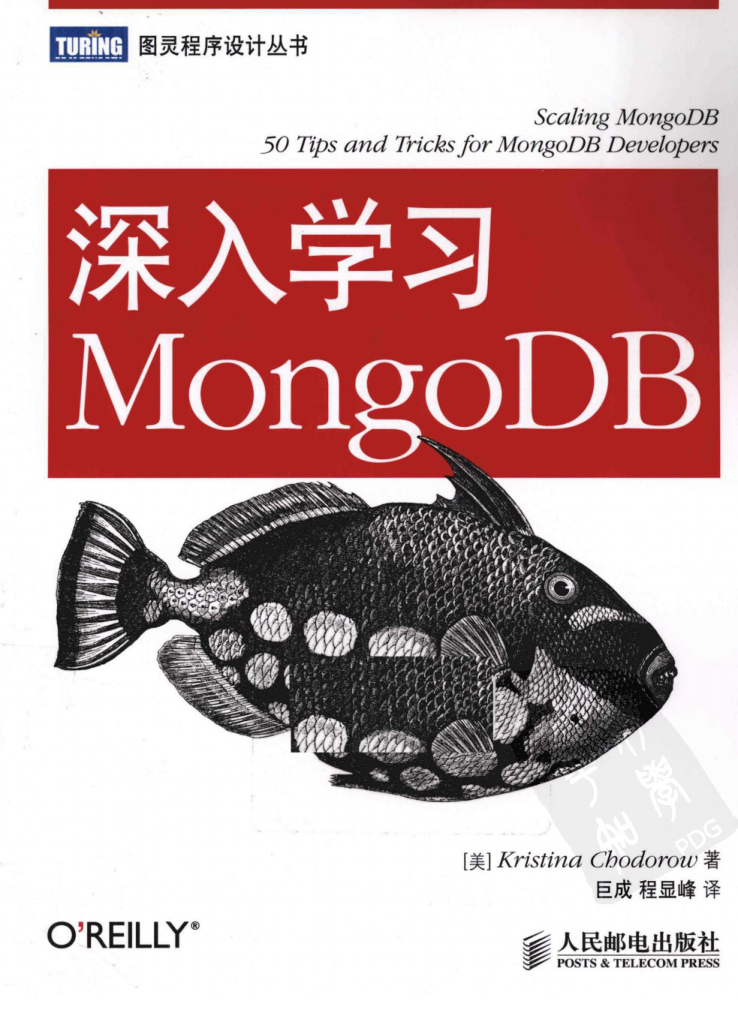 TURING 图灵程序设计丛书
Scaling MongoDB
50 Tips and Tricks for MongoDB Developers
深入学习
MongoDB
PDG
[美] Kristina Chodorow 著
巨成 程显峰 译
O'REILLY®
人民邮电出版社
POSTS & TELECOM PRESS